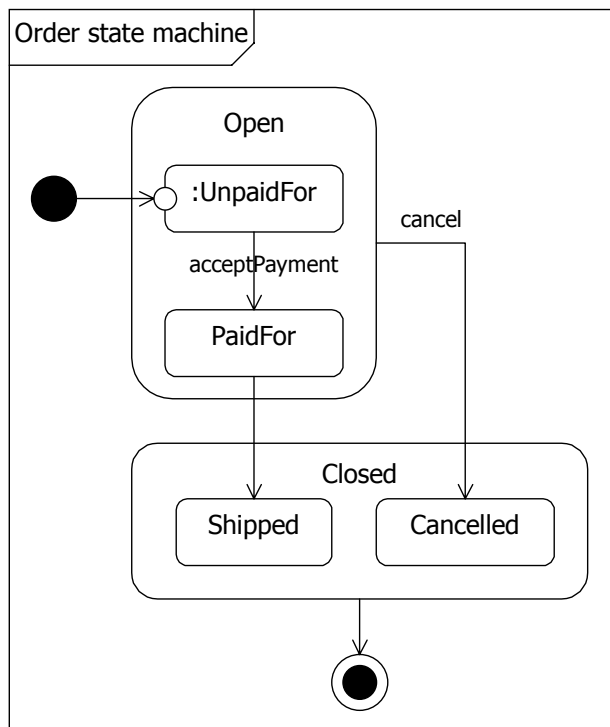 Order state machine
Open
:UnpaidFor
cancel
acceptPayment
PaidFor
Closed
Shipped
Cancelled